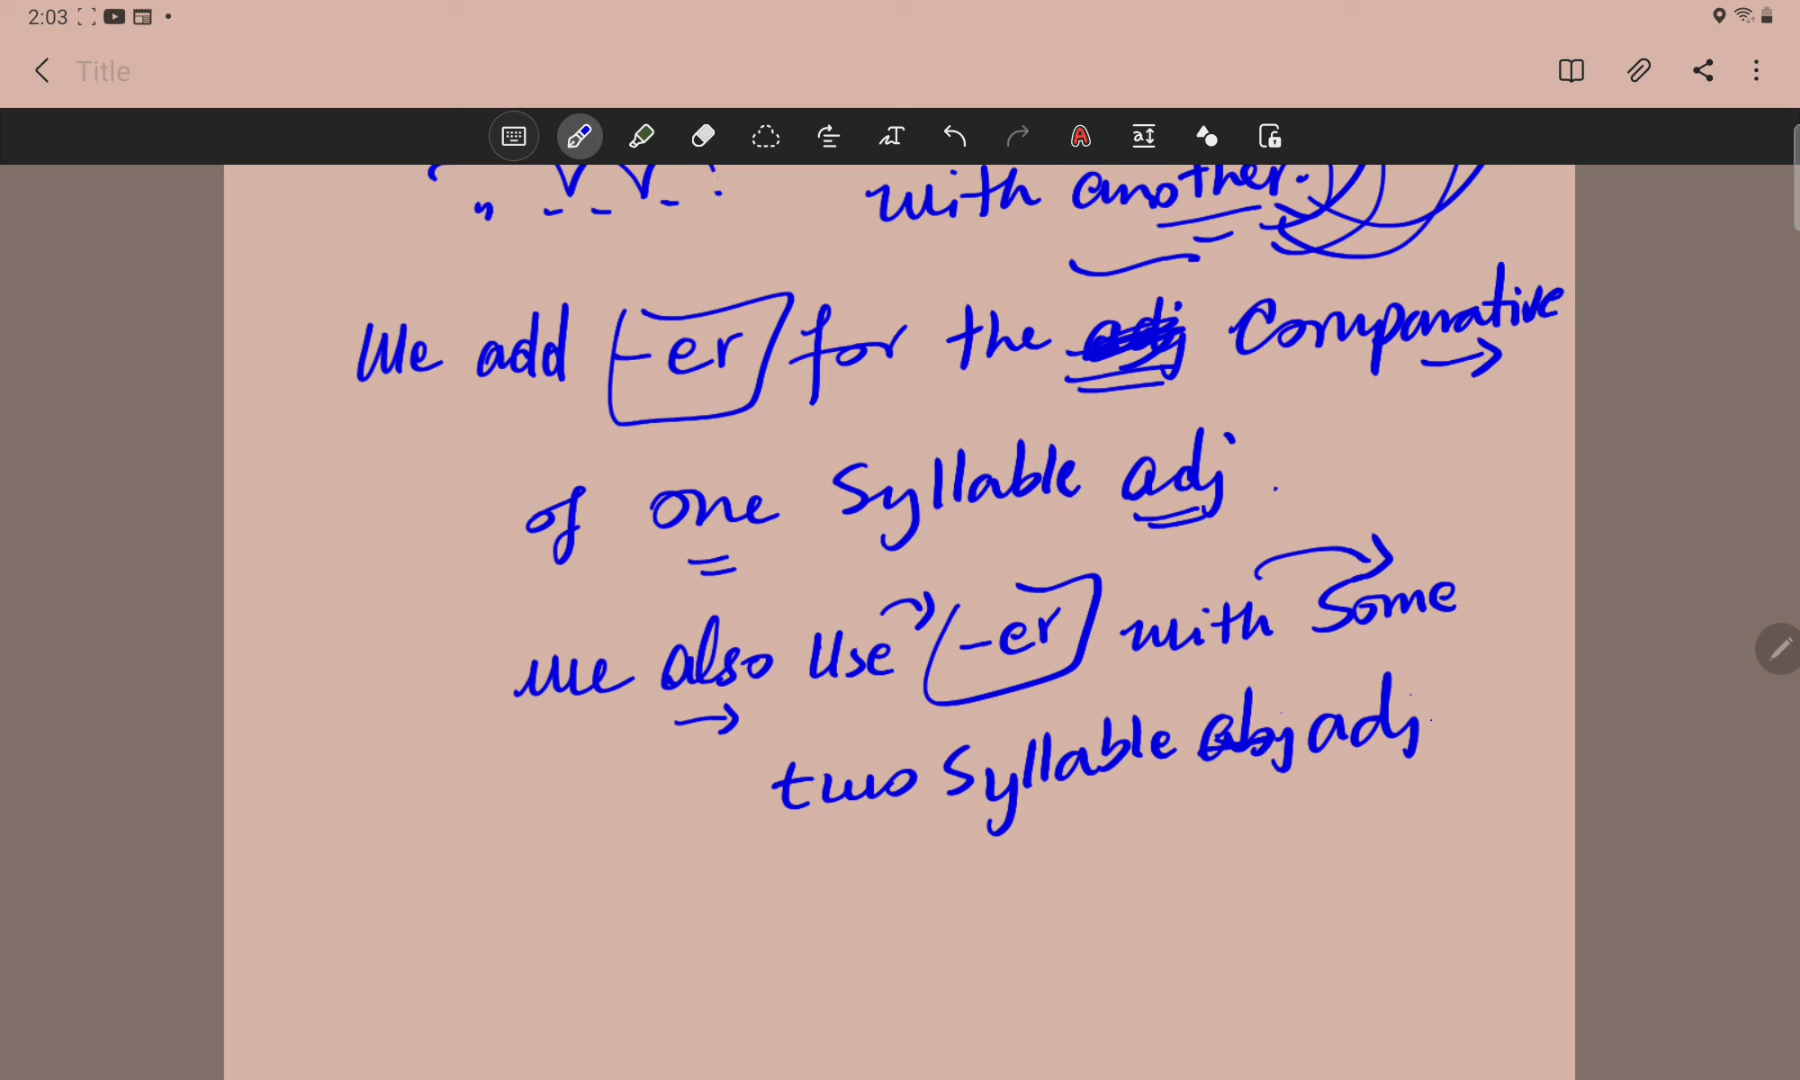 2:03
Title
with another.
We add -er for the Comparative
of one Syllable adj.
we also Use -er with Some
two Syllable adj